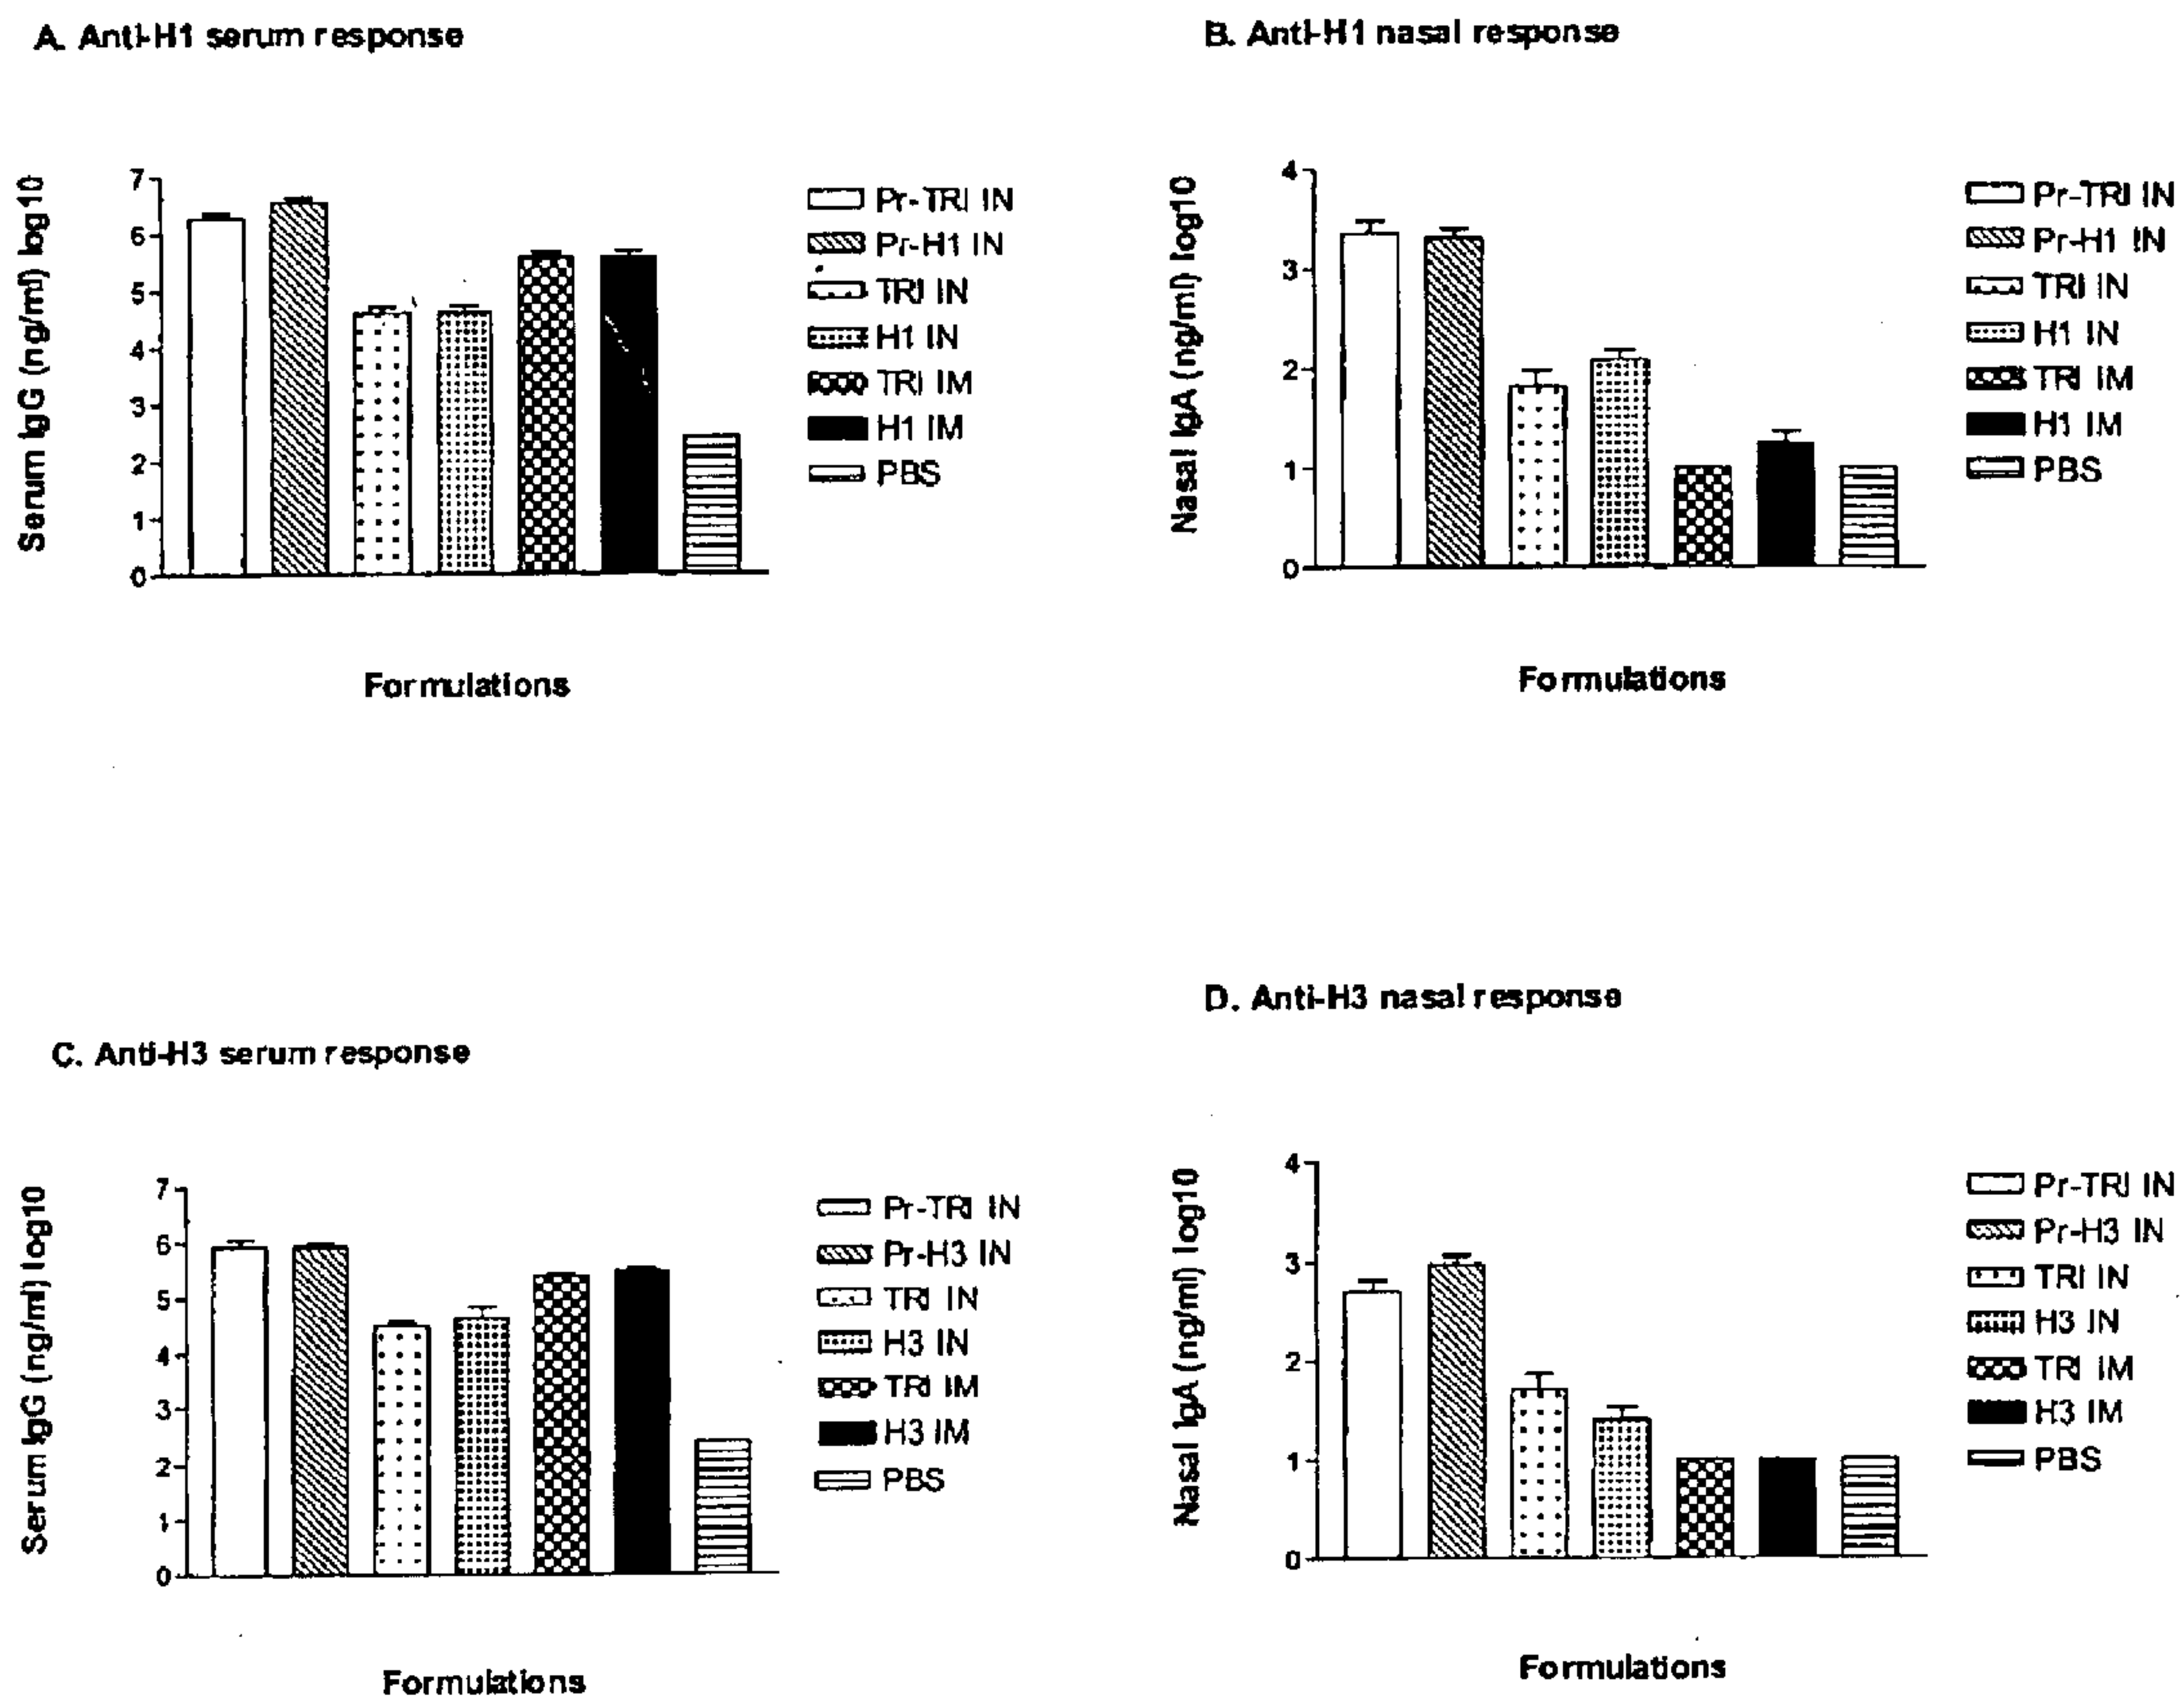 A. Anti-H1 serum response
Serum IgG (ng/ml) log10
7
6
5
4
3
2
1
0
Pr-TRI IN
Pr-H1 IN
TRI IN
H1 IN
TRI IM
H1 IM
PBS
Formulations
B. Anti-H1 nasal response
Nasal IgA (ng/ml) log10
4
3
2
1
0
Pr-TRI IN
Pr-H1 IN
TRI IN
H1 IN
TRI IM
H1 IM
PBS
Formulations
C. Anti-H3 serum response
Serum IgG (ng/ml) log10
7
6
5
4
3
2
1
0
Pr-TRI IN
Pr-H3 IN
TRI IN
H3 IN
TRI IM
H3 IM
PBS
Formulations
D. Anti-H3 nasal response
Nasal IgA (ng/ml) log10
4
3
2
1
0
Pr-TRI IN
Pr-H3 IN
TRI IN
H3 IN
TRI IM
H3 IM
PBS
Formulations